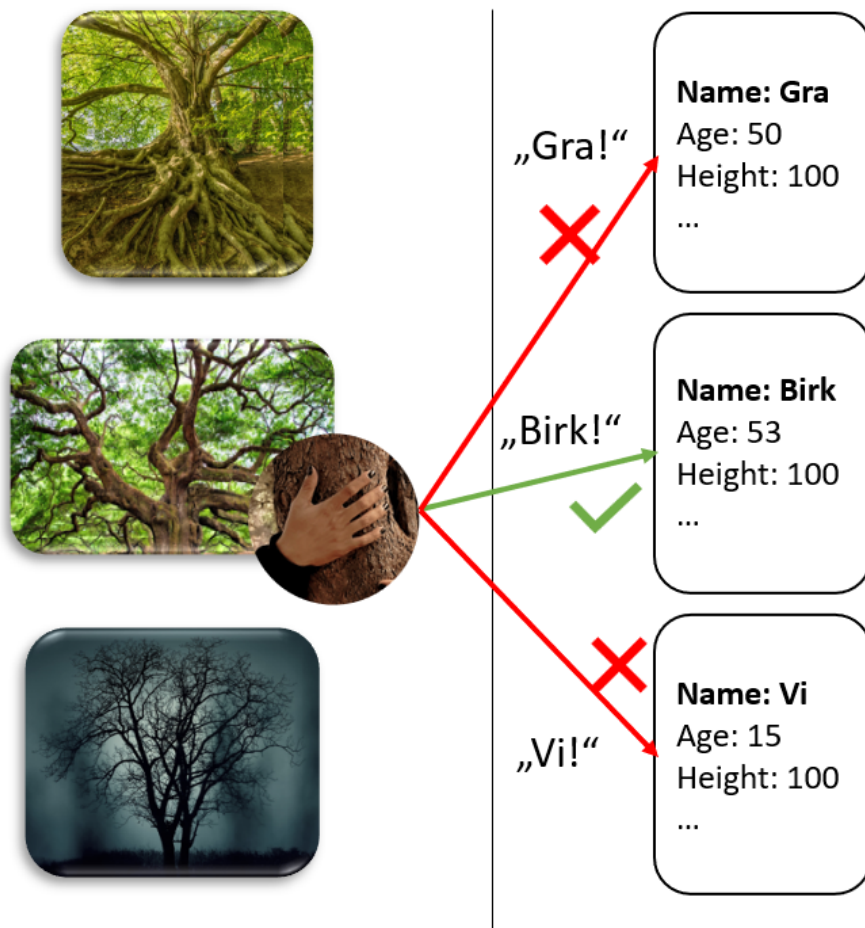 „Gra!“
Name: Gra
Age: 50
Height: 100
...
„Birk!“
Name: Birk
Age: 53
Height: 100
...
„Vi!“
Name: Vi
Age: 15
Height: 100
...